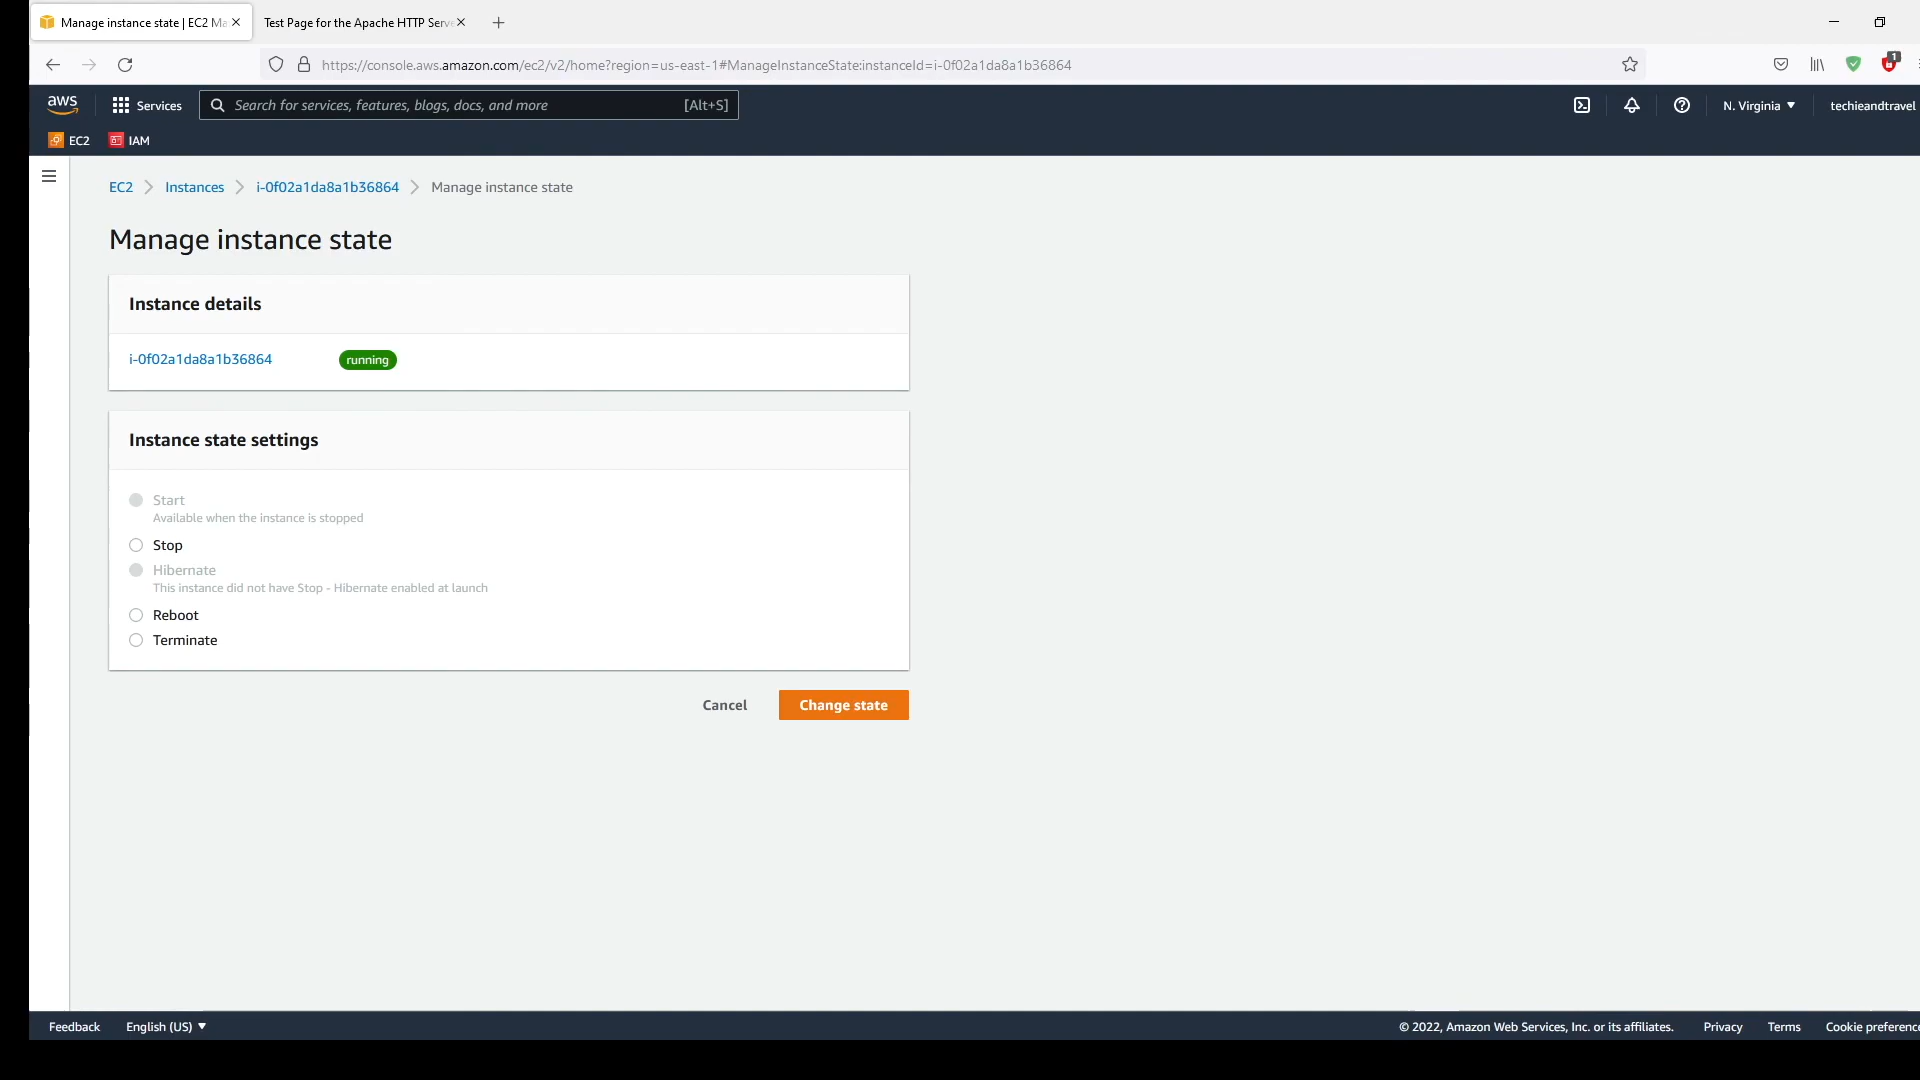 Manage instance state | EC2 Ma
Test Page for the Apache HTTP Serve
https://console.aws.amazon.com/ec2/v2/home?region=us-east-1#ManageInstanceState:instanceId=i-0f02a1da8a1b36864
1
aws
Services
Search for services, features, blogs, docs, and more
[Alt+S]
N. Virginia
techieandtravel
EC2
IAM
EC2
Instances
i-0f02a1da8a1b36864
Manage instance state
Manage instance state
Instance details
i-0f02a1da8a1b36864
running
Instance state settings
Start
Available when the instance is stopped
Stop
Hibernate
This instance did not have Stop - Hibernate enabled at launch
Reboot
Terminate
Cancel
Change state
Feedback
English (US)
© 2022, Amazon Web Services, Inc. or its affiliates.
Privacy
Terms
Cookie preference